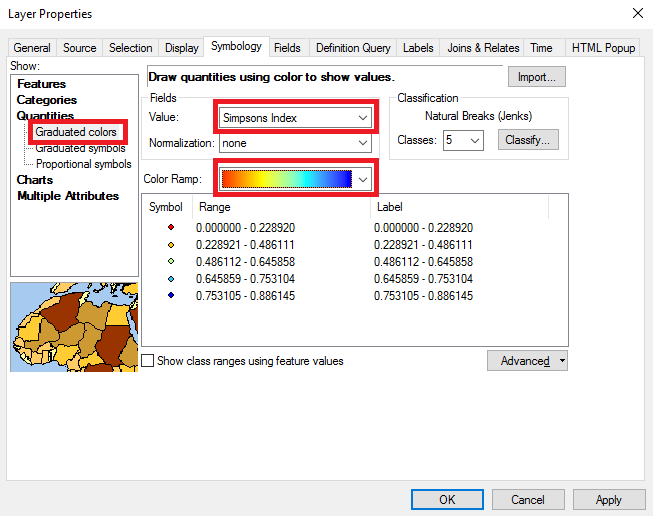 Layer Properties
General Source Selection Display Symbology Fields Definition Query Labels Joins & Relates Time HTML Popup
Show:
Features
Categories
Quantities
Graduated colors
Graduated symbols
Proportional symbols
Charts
Multiple Attributes
Draw quantities using color to show values.
Import...
Fields
Value: Simpsons Index
Normalization: none
Classification
Natural Breaks (Jenks)
Classes: 5 Classify...
Color Ramp:
Symbol Range Label
0.000000 - 0.228920 0.000000 - 0.228920
0.228921 - 0.486111 0.228921 - 0.486111
0.486112 - 0.645858 0.486112 - 0.645858
0.645859 - 0.753104 0.645859 - 0.753104
0.753105 - 0.886145 0.753105 - 0.886145
Show class ranges using feature values
Advanced
OK Cancel Apply